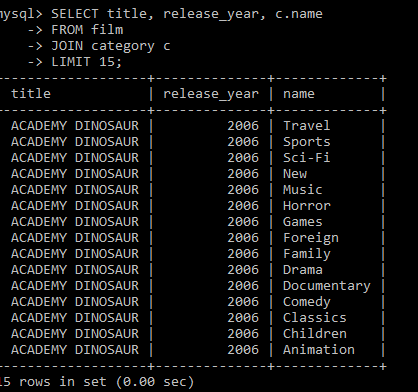 mysql> SELECT title, release_year, c.name
    -> FROM film
    -> JOIN category c
    -> LIMIT 15;
------------------+--------------+-------------+
 title            | release_year | name        |
------------------+--------------+-------------+
 ACADEMY DINOSAUR |         2006 | Travel      |
 ACADEMY DINOSAUR |         2006 | Sports      |
 ACADEMY DINOSAUR |         2006 | Sci-Fi      |
 ACADEMY DINOSAUR |         2006 | New         |
 ACADEMY DINOSAUR |         2006 | Music       |
 ACADEMY DINOSAUR |         2006 | Horror      |
 ACADEMY DINOSAUR |         2006 | Games       |
 ACADEMY DINOSAUR |         2006 | Foreign     |
 ACADEMY DINOSAUR |         2006 | Family      |
 ACADEMY DINOSAUR |         2006 | Drama       |
 ACADEMY DINOSAUR |         2006 | Documentary |
 ACADEMY DINOSAUR |         2006 | Comedy      |
 ACADEMY DINOSAUR |         2006 | Classics    |
 ACADEMY DINOSAUR |         2006 | Children    |
 ACADEMY DINOSAUR |         2006 | Animation   |
------------------+--------------+-------------+
15 rows in set (0.00 sec)